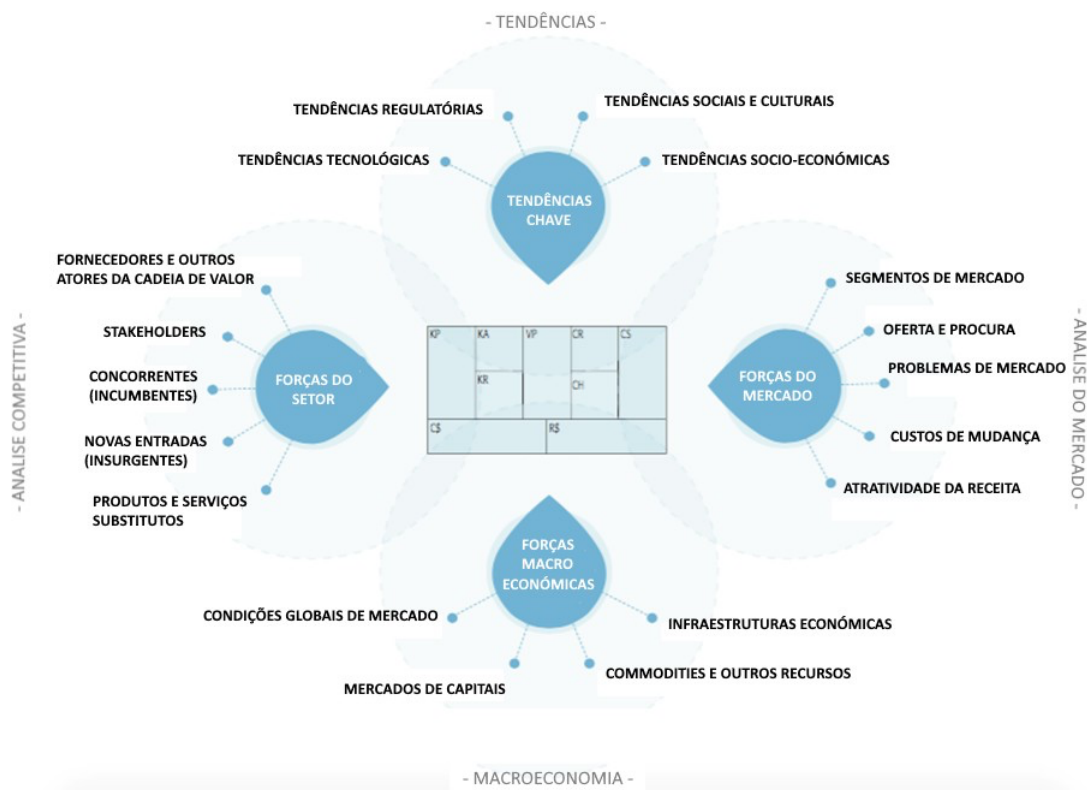 - TENDÊNCIAS -
TENDÊNCIAS REGULATÓRIAS
TENDÊNCIAS SOCIAIS E CULTURAIS
TENDÊNCIAS TECNOLÓGICAS
TENDÊNCIAS SOCIO-ECONÓMICAS
TENDÊNCIAS
CHAVE
- ANALISE COMPETITIVA -
FORNECEDORES E OUTROS
ATORES DA CADEIA DE VALOR
STAKEHOLDERS
CONCORRENTES
(INCUMBENTES)
NOVAS ENTRADAS
(INSURGENTES)
PRODUTOS E SERVIÇOS
SUBSTITUTOS
FORÇAS DO
SETOR
KP
KA
VP
CR
CS
KR
CH
C$
R$
FORÇAS DO
MERCADO
SEGMENTOS DE MERCADO
OFERTA E PROCURA
PROBLEMAS DE MERCADO
CUSTOS DE MUDANÇA
ATRATIVIDADE DA RECEITA
- ANALISE DO MERCADO -
FORÇAS
MACRO
ECONÓMICAS
CONDIÇÕES GLOBAIS DE MERCADO
INFRAESTRUTURAS ECONÓMICAS
MERCADOS DE CAPITAIS
COMMODITIES E OUTROS RECURSOS
- MACROECONOMIA -